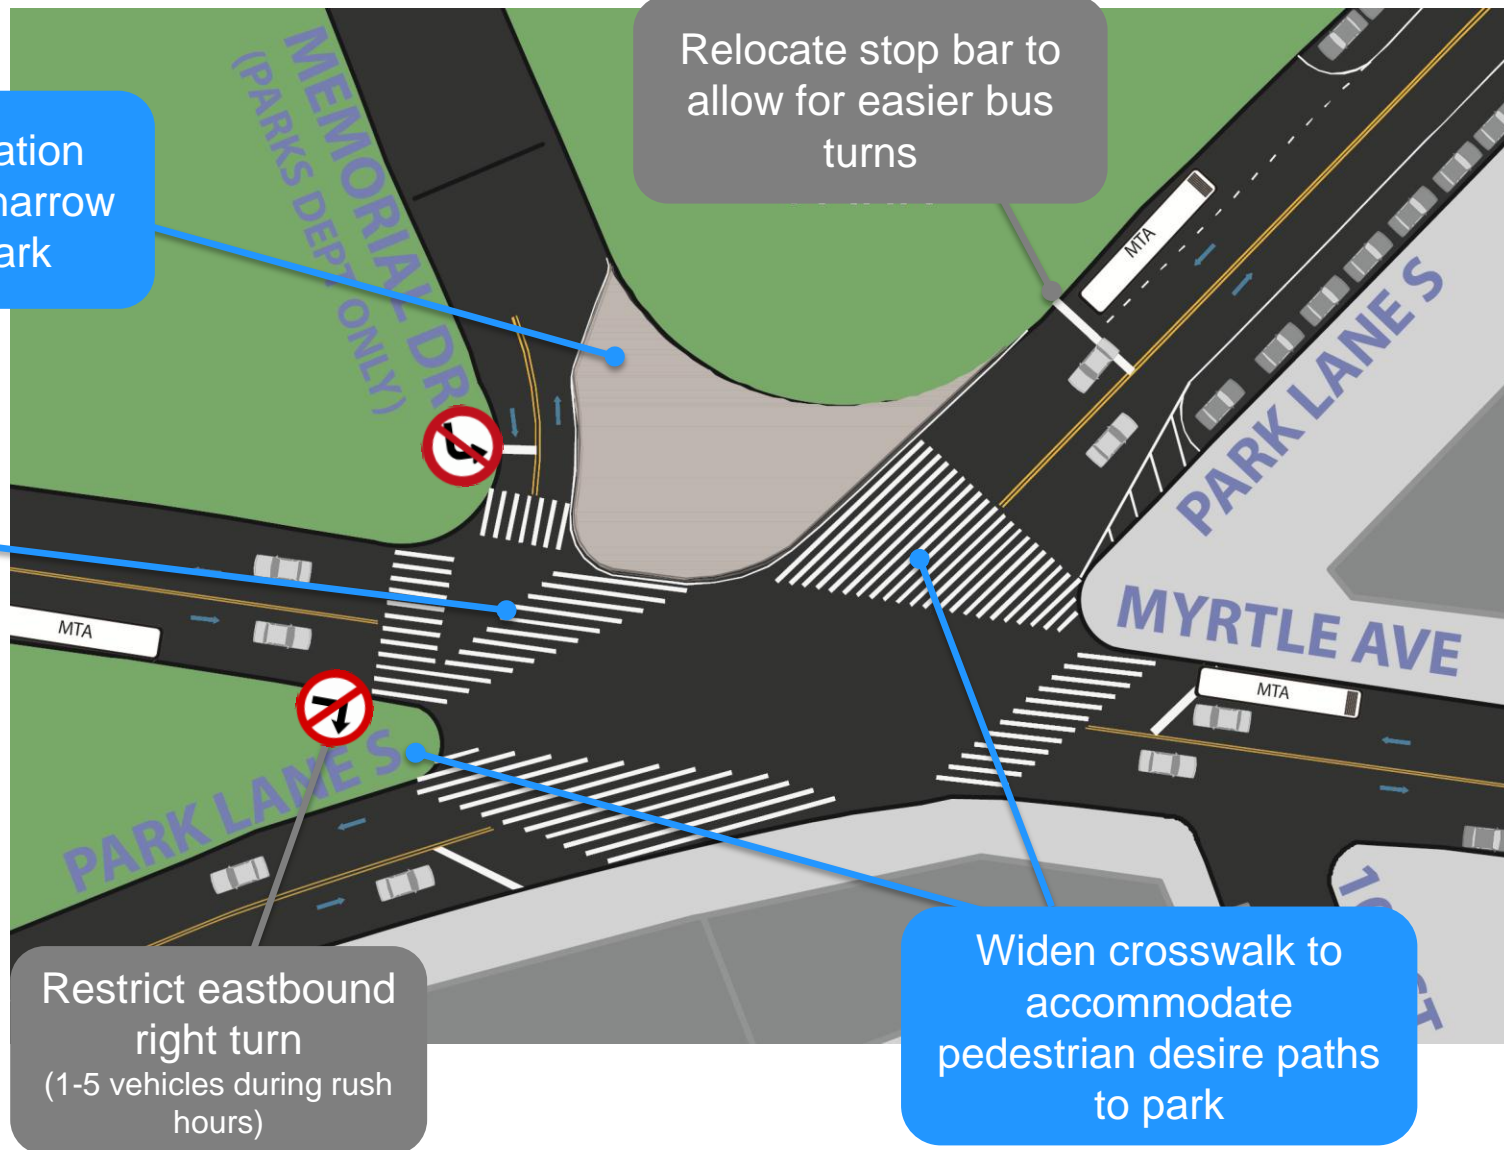 Relocate stop bar to
allow for easier bus
turns
ation
narrow
ark
MEMORIAL DR
(PARKS DEPT ONLY)
MTA
PARK LANE S
MYRTLE AVE
MTA
MTA
PARK LANE S
Restrict eastbound
right turn
(1-5 vehicles during rush
hours)
Widen crosswalk to
accommodate
pedestrian desire paths
to park